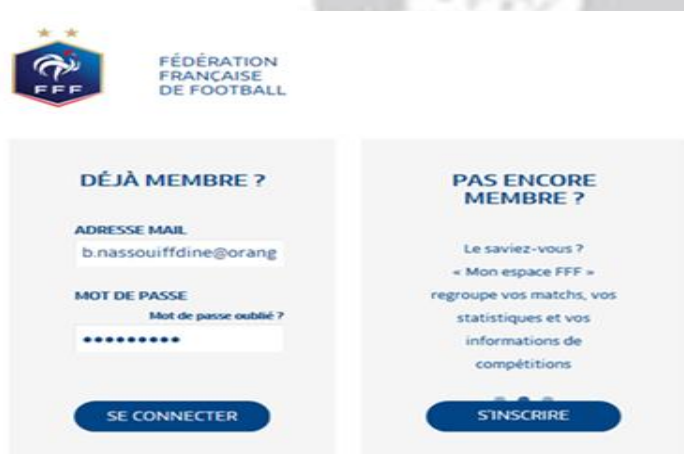 FFF
FÉDÉRATION
FRANÇAISE
DE FOOTBALL
DÉJÀ MEMBRE ?
ADRESSE MAIL
b.nassouiffdine@orang
MOT DE PASSE
Mot de passe oublié ?
•••••••••
SE CONNECTER
PAS ENCORE
MEMBRE ?
Le saviez-vous ?
« Mon espace FFF »
regroupe vos matchs, vos
statistiques et vos
informations de
compétitions
S'INSCRIRE